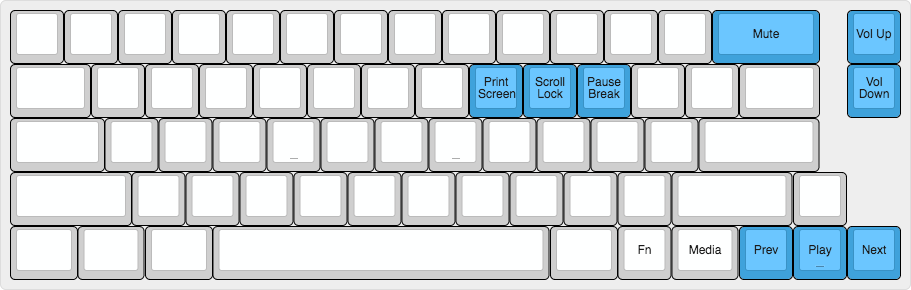 Mute
Vol Up
Print
Screen
Scroll
Lock
Pause
Break
Vol
Down
_
_
Fn
Media
Prev
Play
_
Next